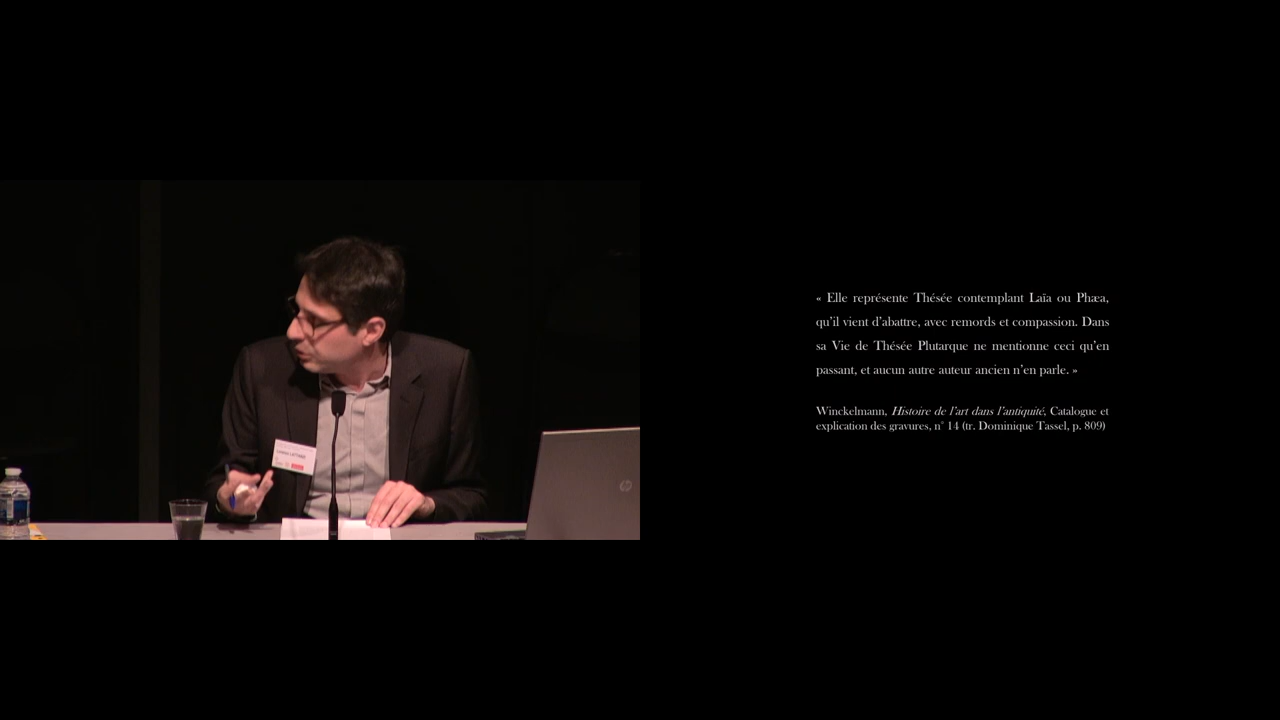 « Elle représente Thésée contemplant Laïa ou Phæa,
qu'il vient d'abattre, avec remords et compassion. Dans
sa Vie de Thésée Plutarque ne mentionne ceci qu'en
passant, et aucun autre auteur ancien n'en parle. »
Winckelmann, Histoire de l'art dans l'antiquité, Catalogue et
explication des gravures, n° 14 (tr. Dominique Tassel, p. 809)
hp